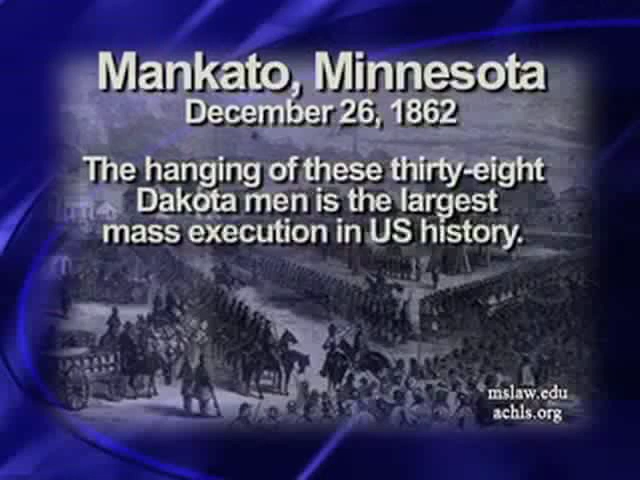 Mankato, Minnesota
December 26, 1862
The hanging of these thirty-eight
Dakota men is the largest
mass execution in US history.
mslaw.edu
achls.org